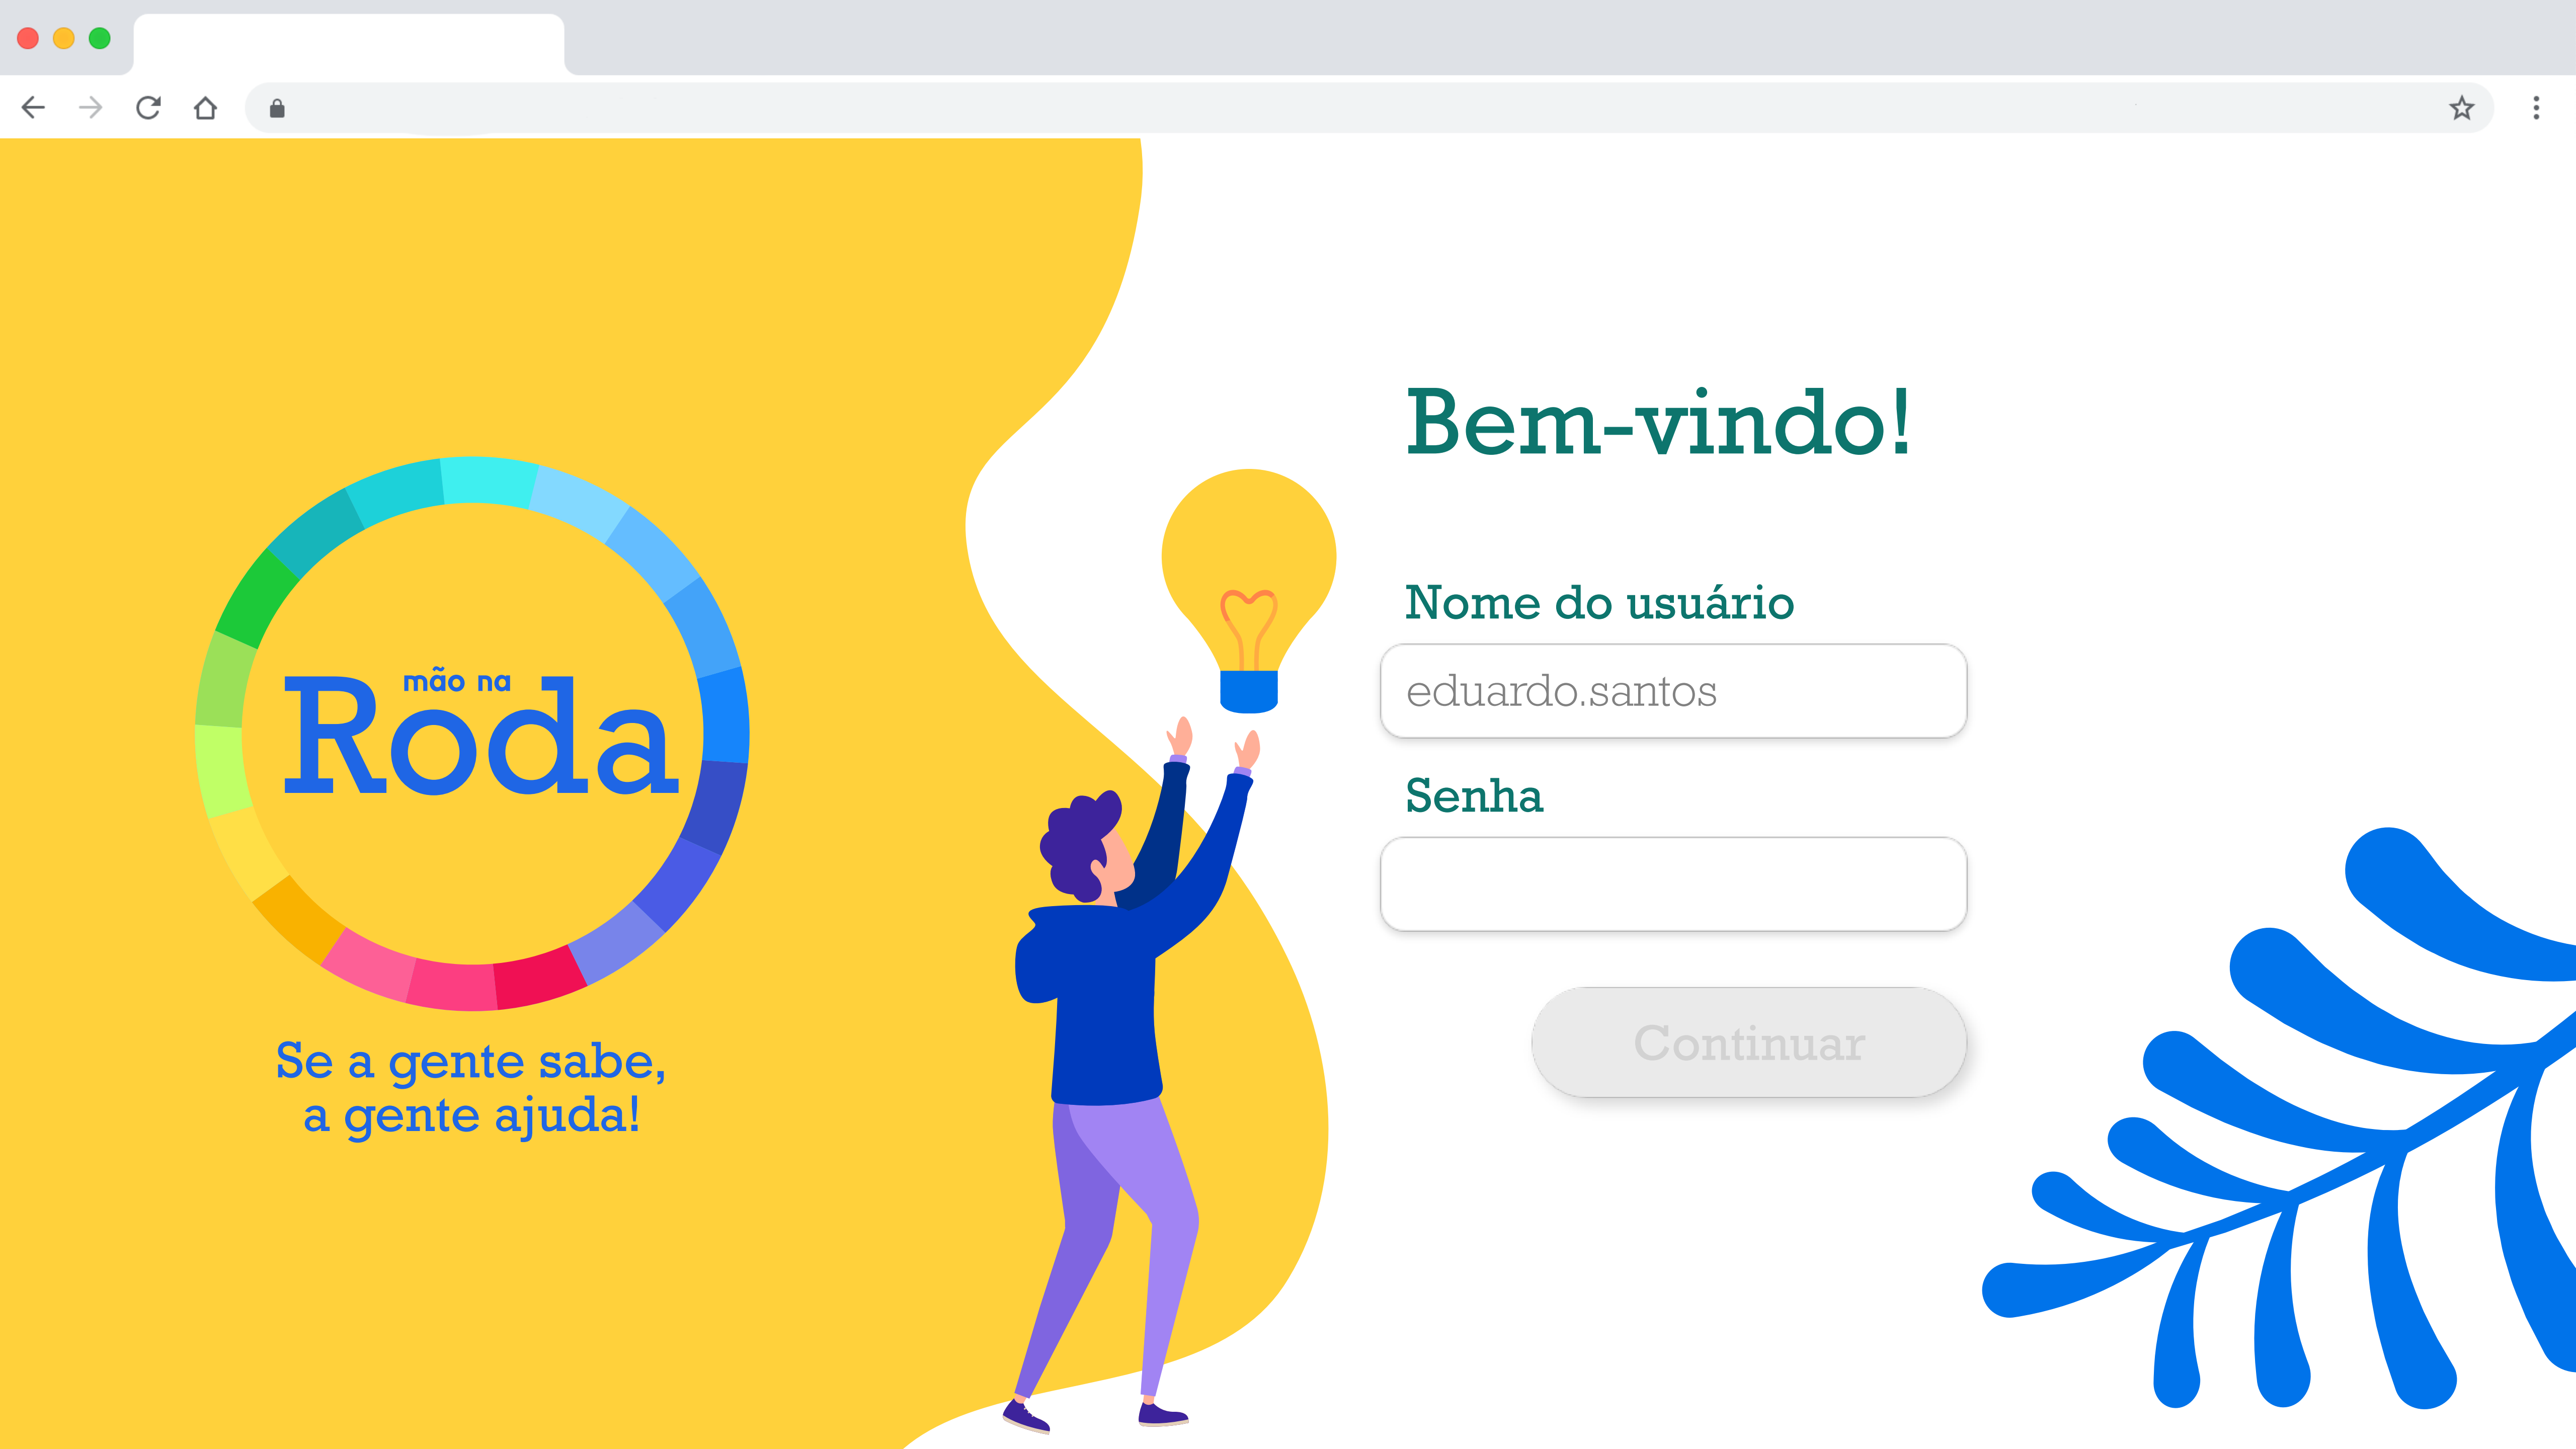 mão na
Roda
Se a gente sabe,
a gente ajuda!
Bem-vindo!
Nome do usuário
eduardo.santos
Senha
Continuar